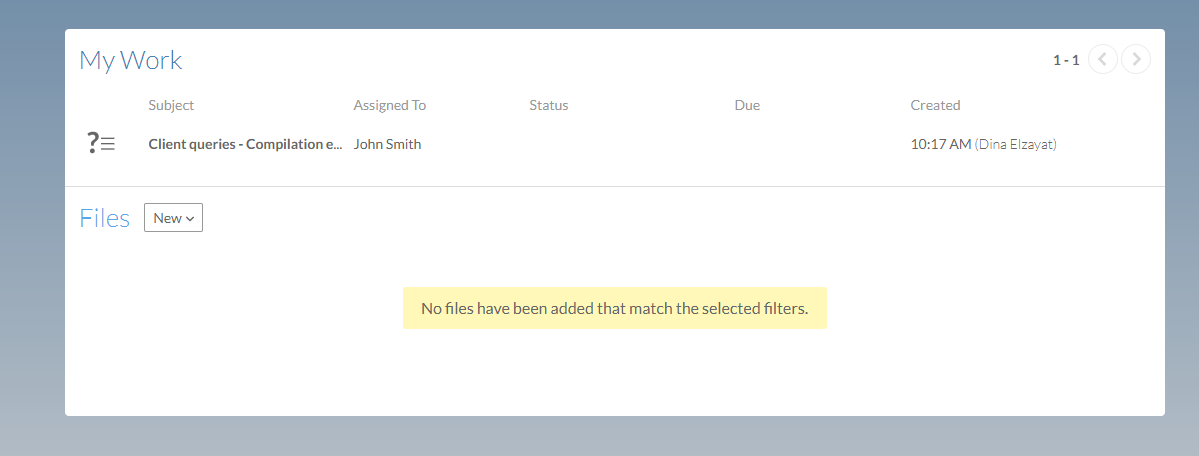 My Work
1 - 1
Subject Assigned To Status Due Created
Client queries - Compilation e... John Smith 10:17 AM (Dina Elzayat)
Files New
No files have been added that match the selected filters.